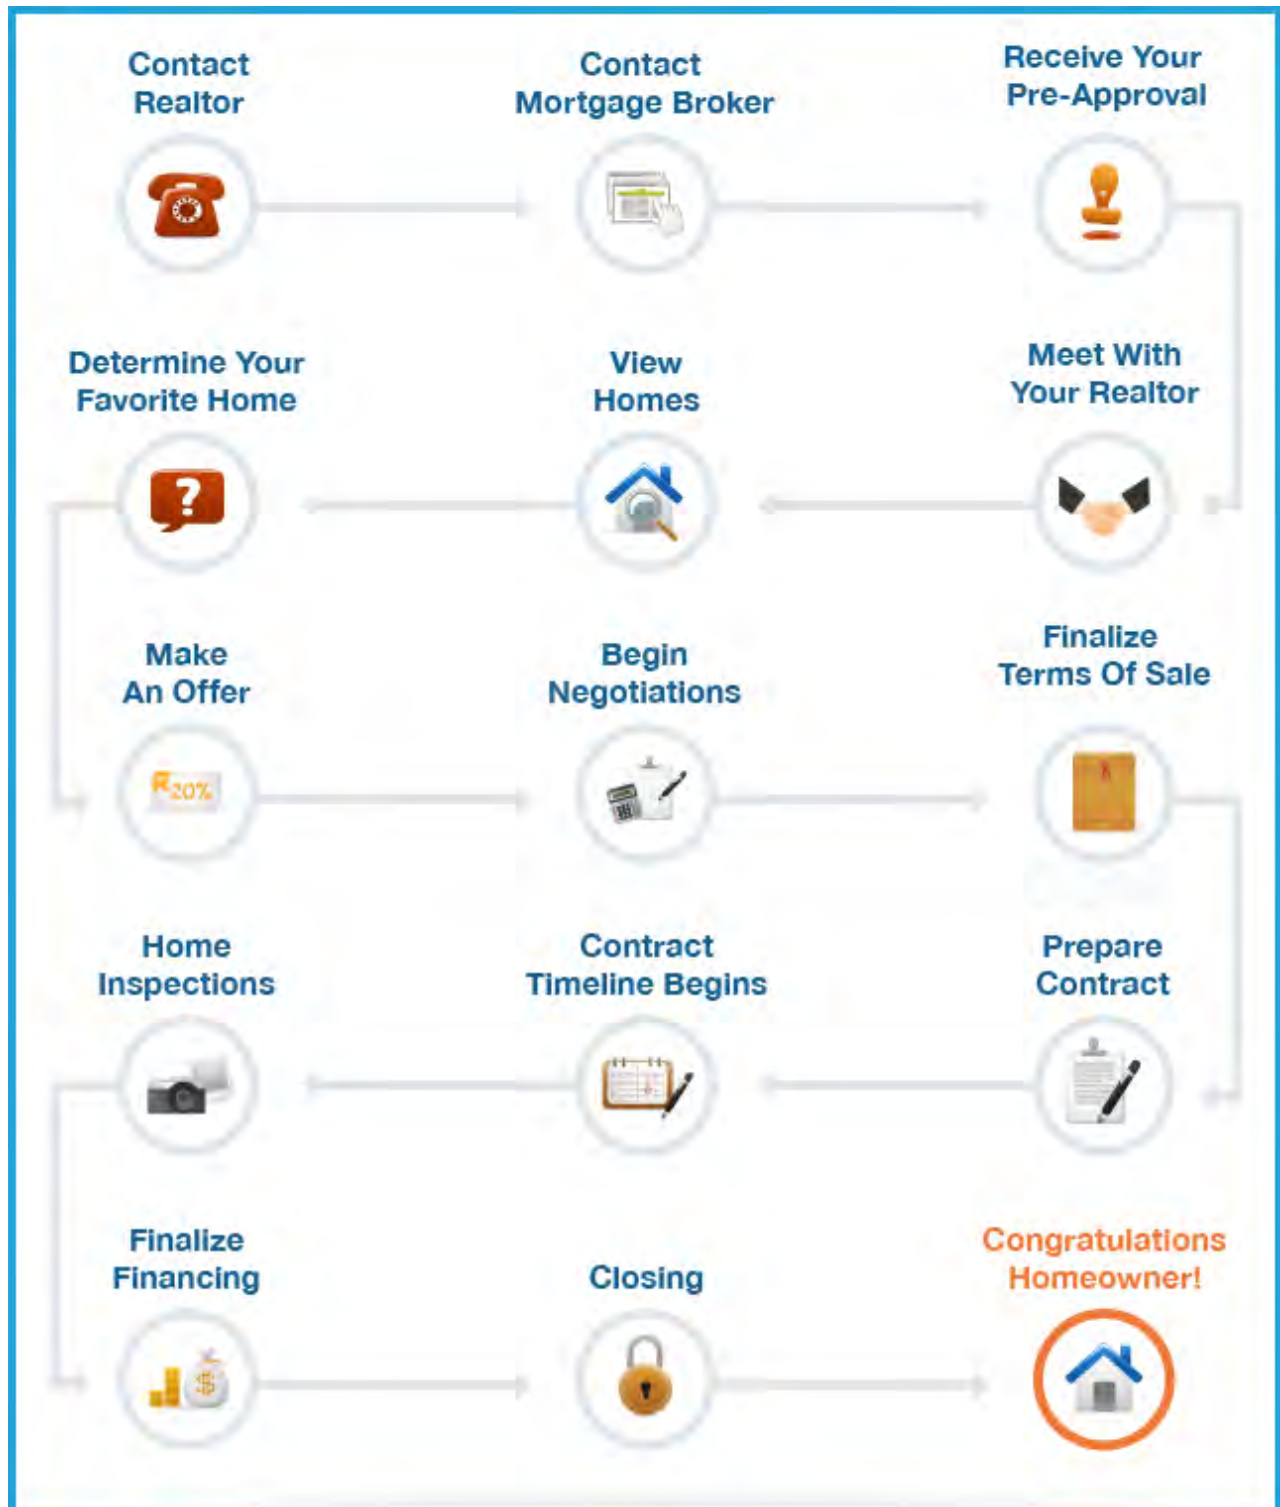 Contact
Realtor
Contact
Mortgage Broker
Receive Your
Pre-Approval
Meet With
Your Realtor
View
Homes
Determine Your
Favorite Home
?
Make
An Offer
R20%
Begin
Negotiations
Finalize
Terms Of Sale
Prepare
Contract
Contract
Timeline Begins
Home
Inspections
Finalize
Financing
$
Closing
Congratulations
Homeowner!